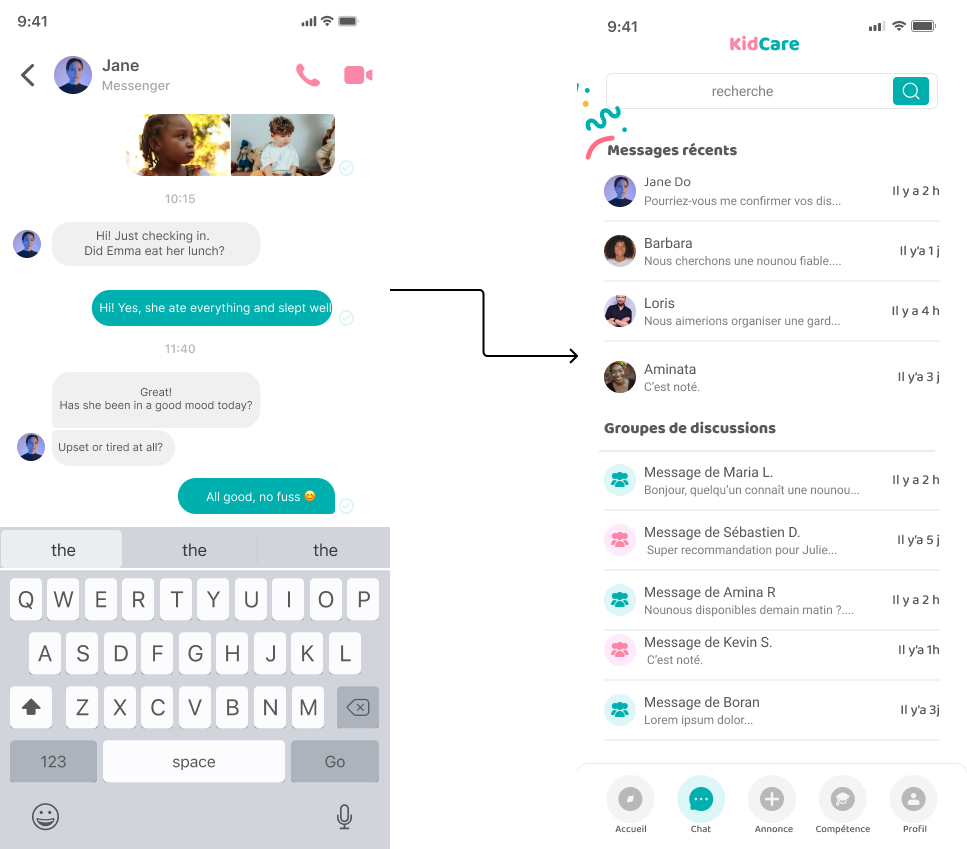 9:41
Jane
Messenger
10:15
Hi! Just checking in.
Did Emma eat her lunch?
Hi! Yes, she ate everything and slept well
11:40
Great!
Has she been in a good mood today?
Upset or tired at all?
All good, no fuss 😊
the the the
Q W E R T Y U I O P
A S D F G H J K L
Z X C V B N M
123 space Go
9:41
KidCare
recherche
Messages récents
Jane Do
Pourriez-vous me confirmer vos dis...
Il y a 2 h
Barbara
Nous cherchons une nounou fiable....
Il y'a 1 j
Loris
Nous aimerions organiser une gard...
Il y a 4 h
Aminata
C'est noté.
Il y'a 3 j
Groupes de discussions
Message de Maria L.
Bonjour, quelqu'un connaît une nounou...
Il y a 2 h
Message de Sébastien D.
Super recommandation pour Julie...
Il y'a 5 j
Message de Amina R
Nounous disponibles demain matin ?....
Il y a 2 h
Message de Kevin S.
C'est noté.
Il y'a 1h
Message de Boran
Lorem ipsum dolor...
Il y'a 3j
Accueil Chat Annonce Compétence Profil